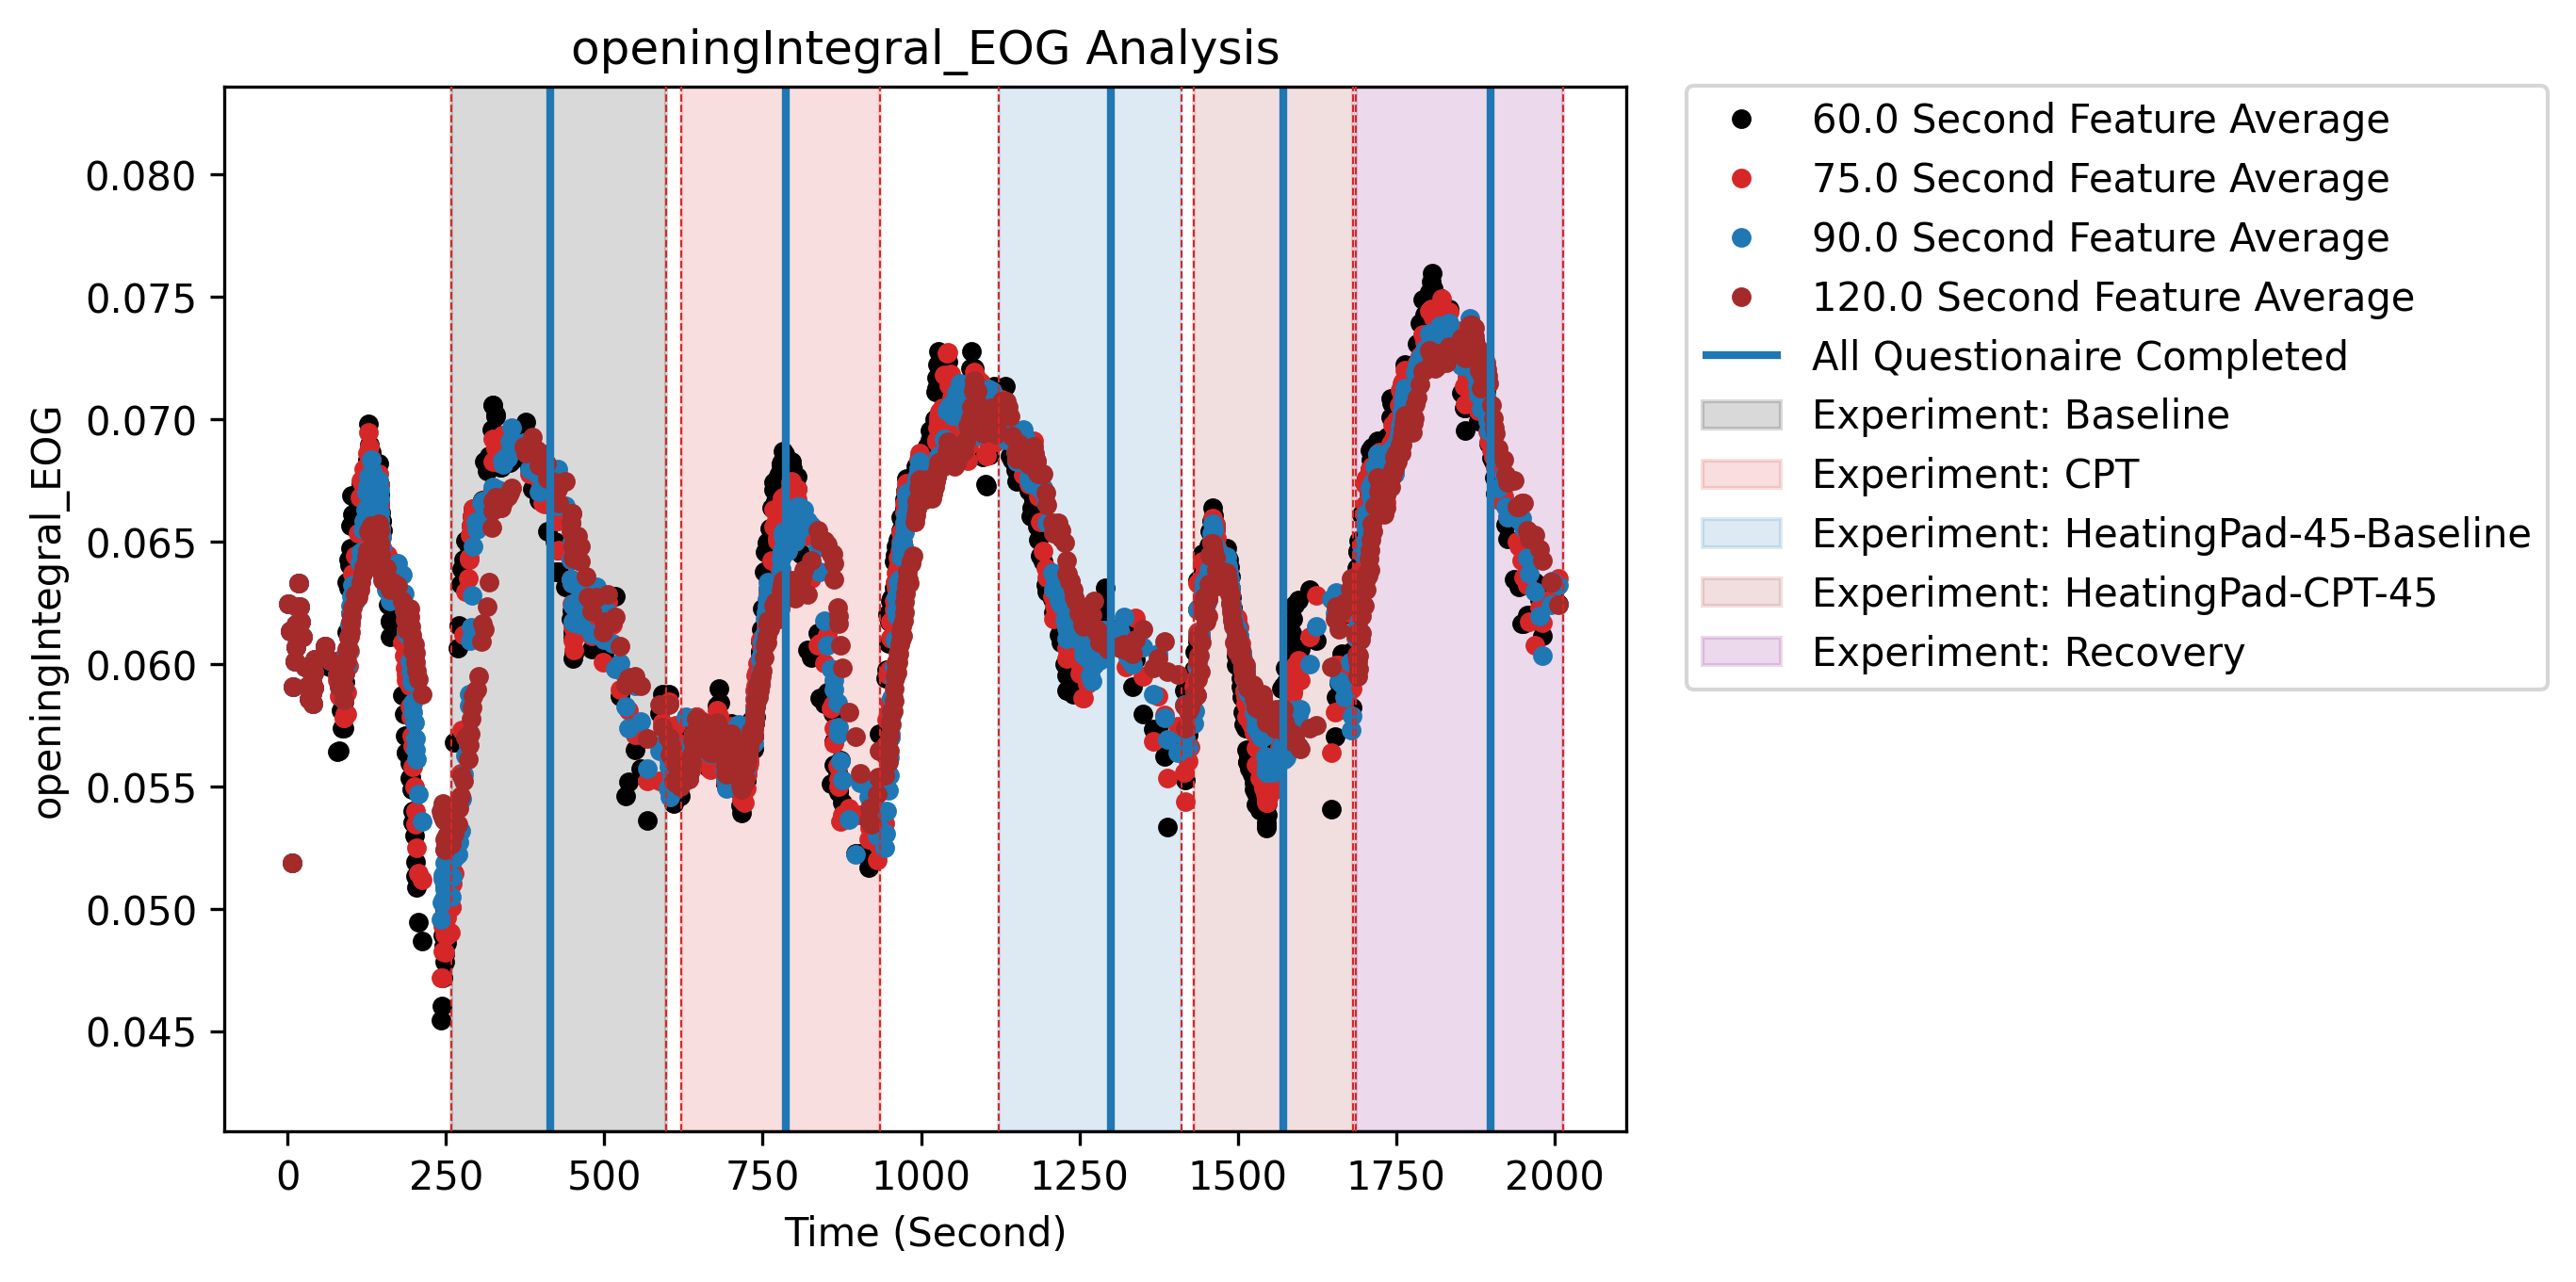 openingIntegral_EOG Analysis
openingIntegral_EOG
0.080
0.075
0.070
0.065
0.060
0.055
0.050
0.045
0 250 500 750 1000 1250 1500 1750 2000
Time (Second)
60.0 Second Feature Average
75.0 Second Feature Average
90.0 Second Feature Average
120.0 Second Feature Average
All Questionaire Completed
Experiment: Baseline
Experiment: CPT
Experiment: HeatingPad-45-Baseline
Experiment: HeatingPad-CPT-45
Experiment: Recovery